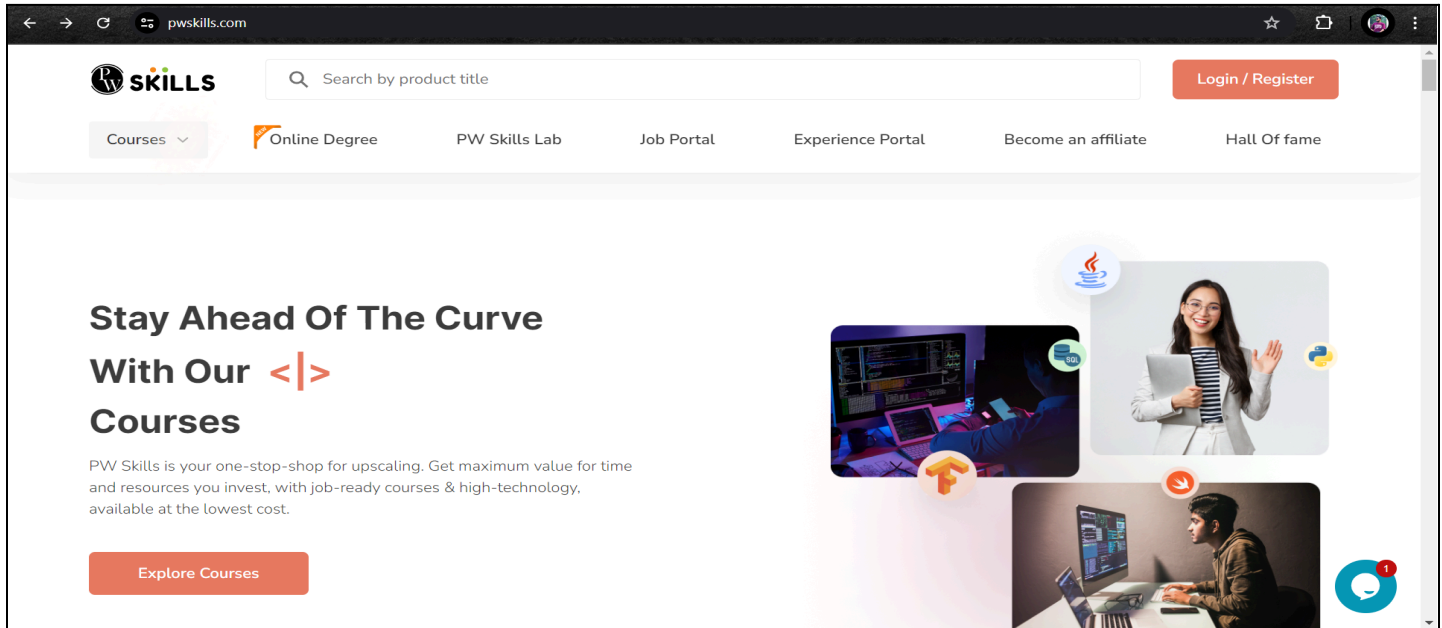 pwskills.com
PW SKILLS
Search by product title
Login / Register
Courses
NEW
Online Degree
PW Skills Lab
Job Portal
Experience Portal
Become an affiliate
Hall Of fame
Stay Ahead Of The Curve
With Our <|>
Courses
PW Skills is your one-stop-shop for upscaling. Get maximum value for time
and resources you invest, with job-ready courses & high-technology,
available at the lowest cost.
Explore Courses
SQL
1